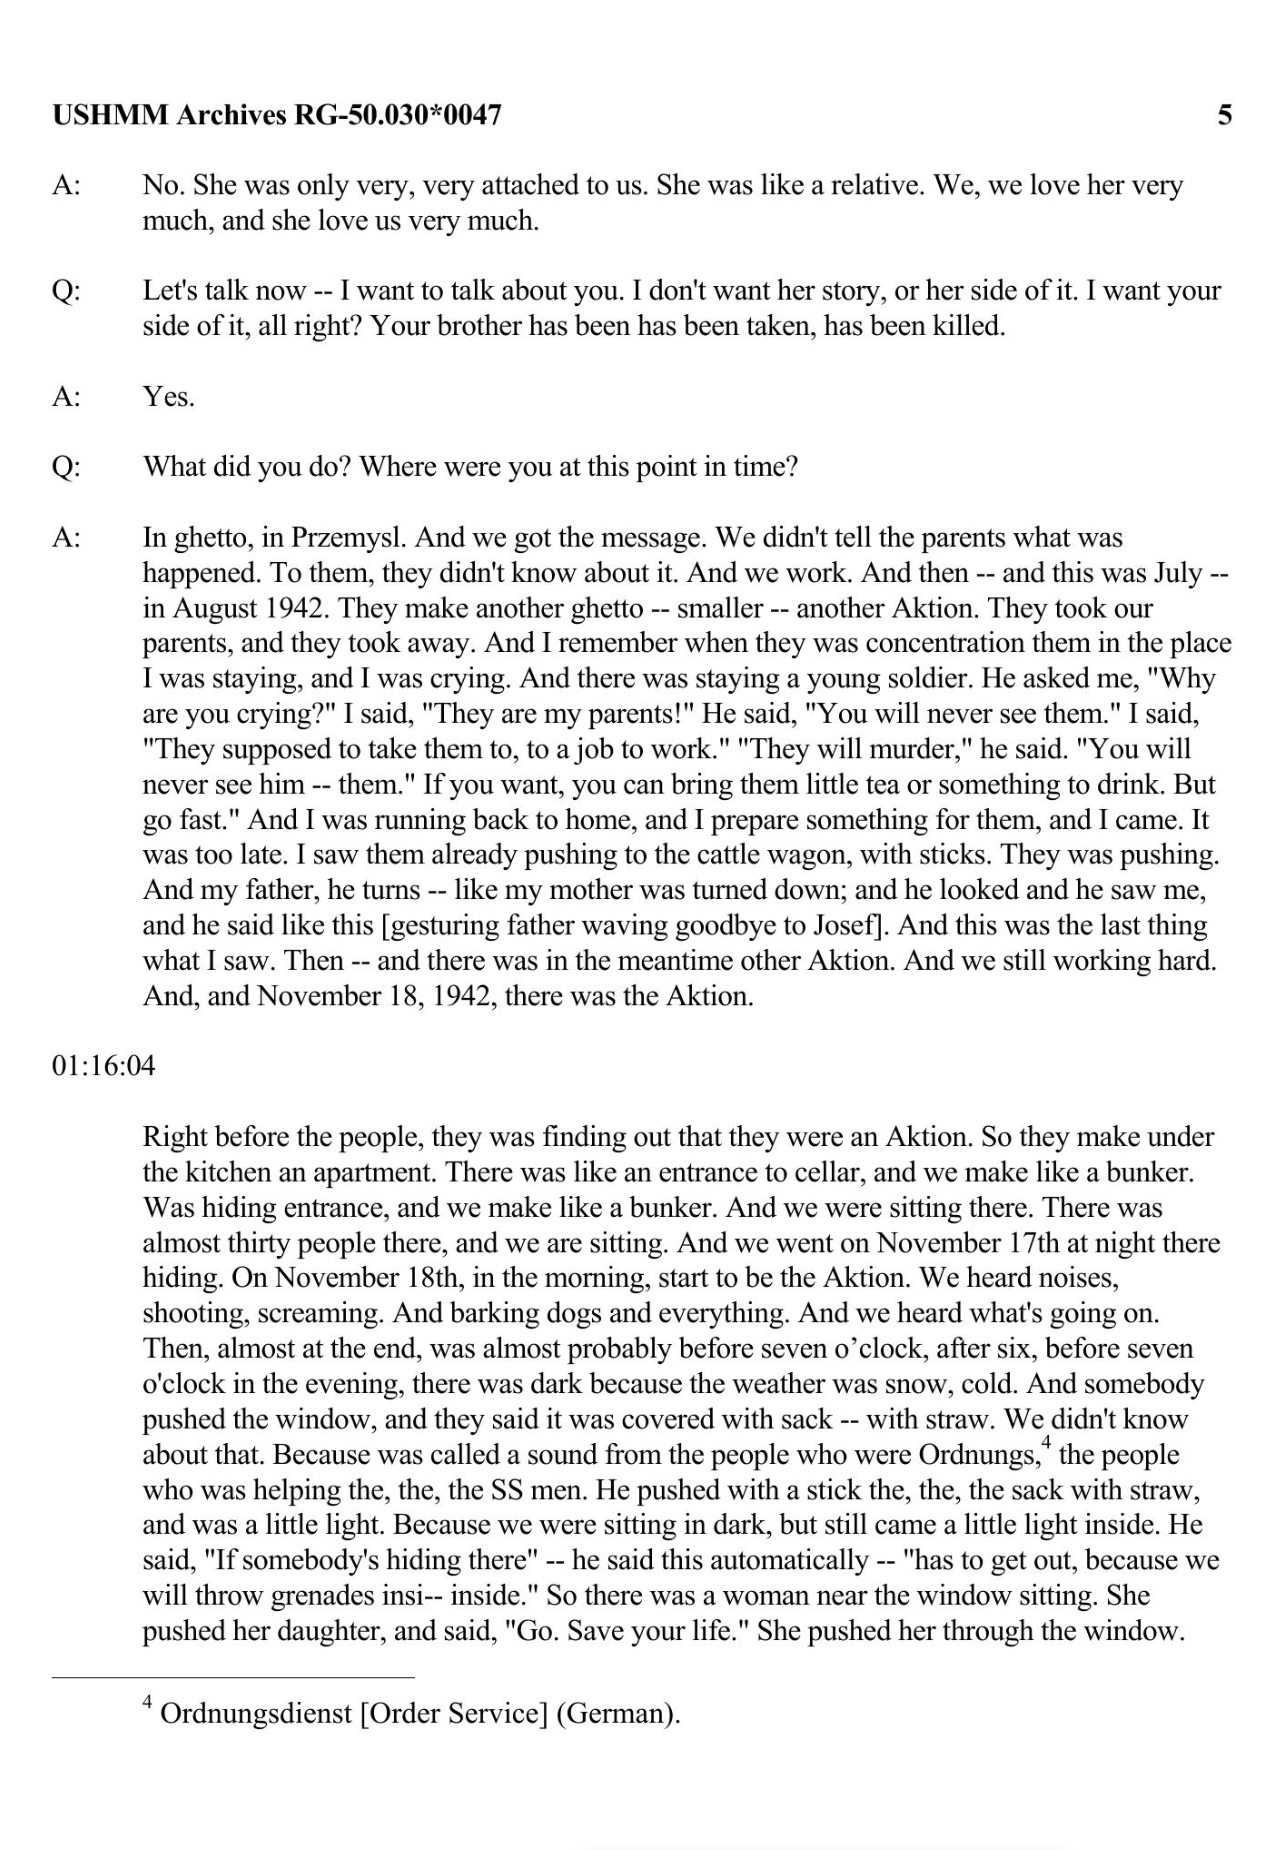 USHMM Archives RG-50.030*0047 5
A: No. She was only very, very attached to us. She was like a relative. We, we love her very
much, and she love us very much.
Q: Let's talk now -- I want to talk about you. I don't want her story, or her side of it. I want your
side of it, all right? Your brother has been has been taken, has been killed.
A: Yes.
Q: What did you do? Where were you at this point in time?
A: In ghetto, in Przemysl. And we got the message. We didn't tell the parents what was
happened. To them, they didn't know about it. And we work. And then -- and this was July --
in August 1942. They make another ghetto -- smaller -- another Aktion. They took our
parents, and they took away. And I remember when they was concentration them in the place
I was staying, and I was crying. And there was staying a young soldier. He asked me, "Why
are you crying?" I said, "They are my parents!" He said, "You will never see them." I said,
"They supposed to take them to, to a job to work." "They will murder," he said. "You will
never see him -- them." If you want, you can bring them little tea or something to drink. But
go fast." And I was running back to home, and I prepare something for them, and I came. It
was too late. I saw them already pushing to the cattle wagon, with sticks. They was pushing.
And my father, he turns -- like my mother was turned down; and he looked and he saw me,
and he said like this [gesturing father waving goodbye to Josef]. And this was the last thing
what I saw. Then -- and there was in the meantime other Aktion. And we still working hard.
And, and November 18, 1942, there was the Aktion.
01:16:04
Right before the people, they was finding out that they were an Aktion. So they make under
the kitchen an apartment. There was like an entrance to cellar, and we make like a bunker.
Was hiding entrance, and we make like a bunker. And we were sitting there. There was
almost thirty people there, and we are sitting. And we went on November 17th at night there
hiding. On November 18th, in the morning, start to be the Aktion. We heard noises,
shooting, screaming. And barking dogs and everything. And we heard what's going on.
Then, almost at the end, was almost probably before seven o’clock, after six, before seven
o'clock in the evening, there was dark because the weather was snow, cold. And somebody
pushed the window, and they said it was covered with sack -- with straw. We didn't know
about that. Because was called a sound from the people who were Ordnungs,4 the people
who was helping the, the, the SS men. He pushed with a stick the, the, the sack with straw,
and was a little light. Because we were sitting in dark, but still came a little light inside. He
said, "If somebody's hiding there" -- he said this automatically -- "has to get out, because we
will throw grenades insi-- inside." So there was a woman near the window sitting. She
pushed her daughter, and said, "Go. Save your life." She pushed her through the window.
4 Ordnungsdienst [Order Service] (German).